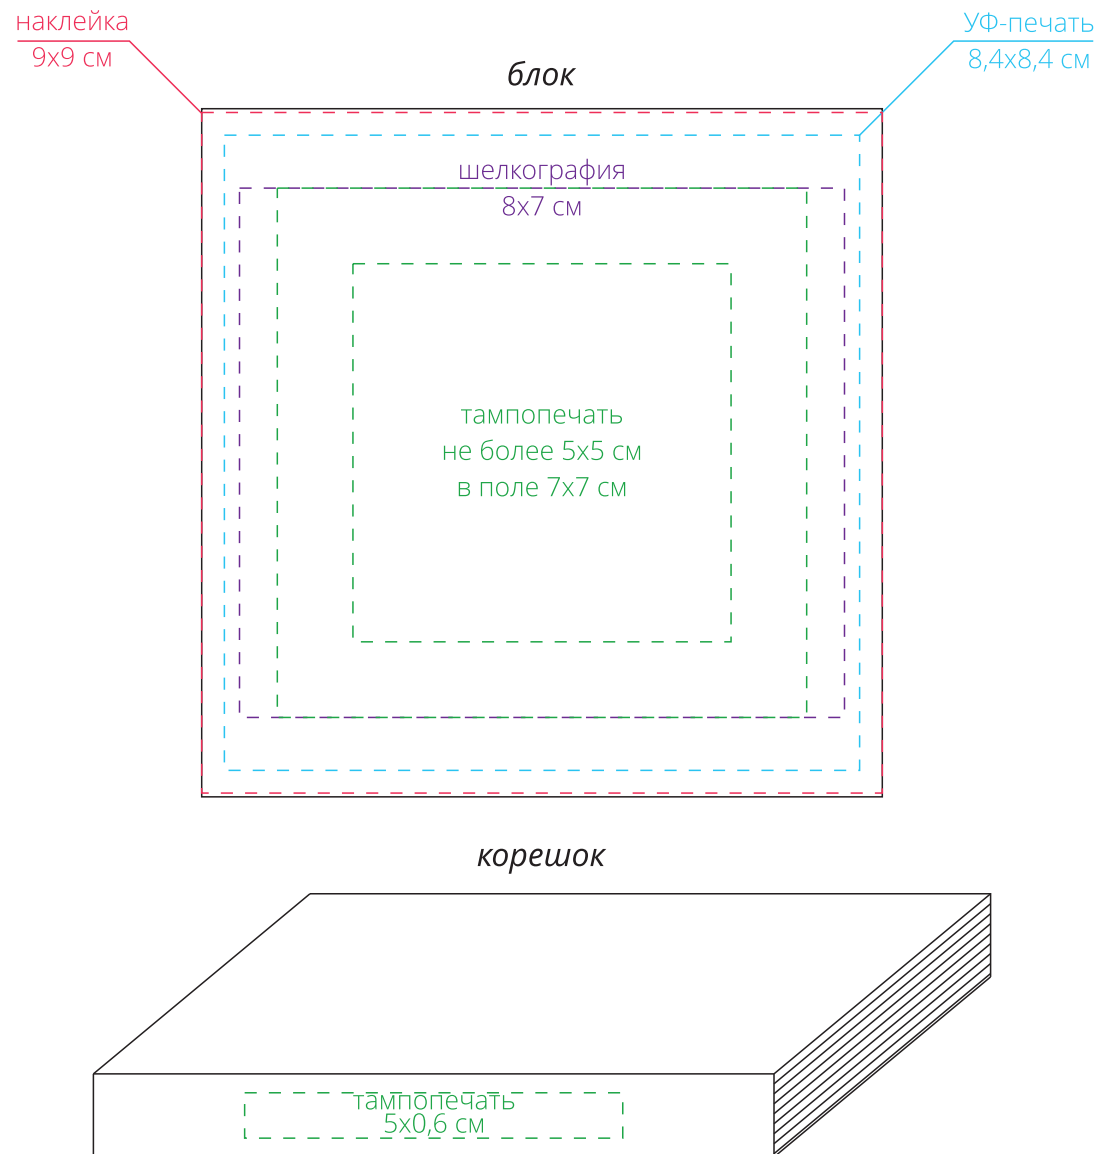 наклейка
9х9 см
УФ-печать
8,4х8,4 см
блок
шелкография
8х7 см
тампопечать
не более 5х5 см
в поле 7х7 см
корешок
тампопечать
5х0,6 см